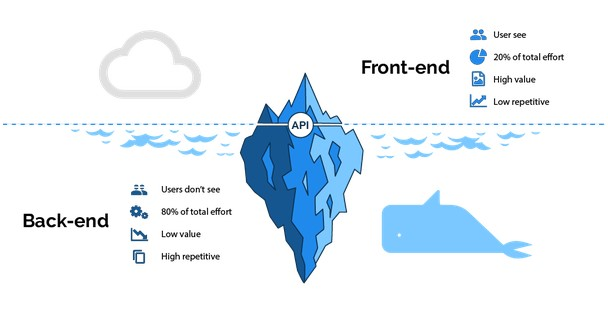 Front-end
User see
20% of total effort
High value
Low repetitive
API
Back-end
Users don't see
80% of total effort
Low value
High repetitive